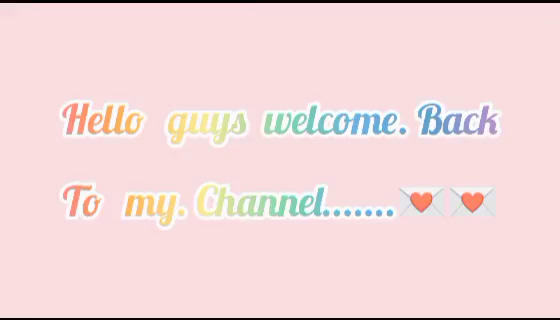 Hello guys welcome. Back
To my. Channel.......💌💌